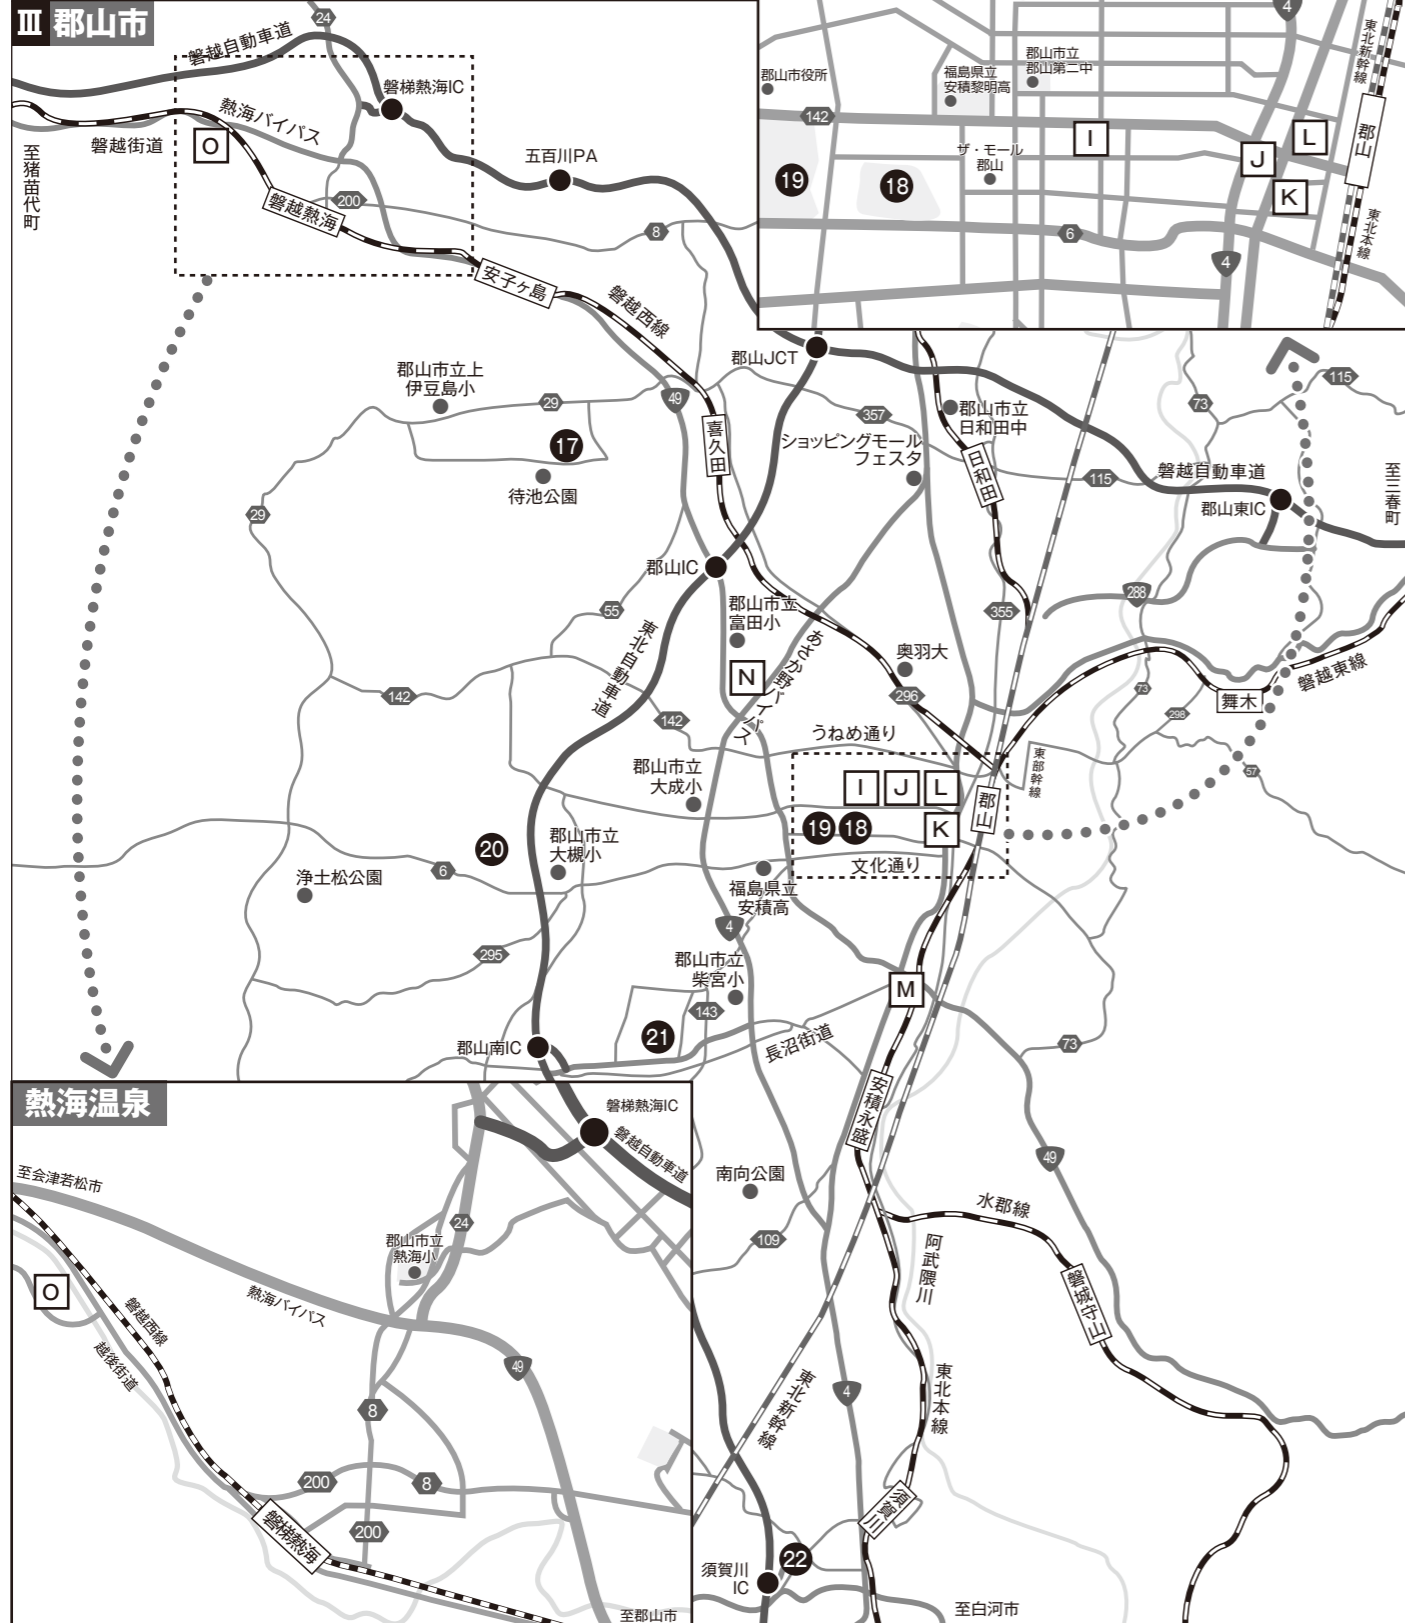 Ⅲ 郡山市
24
磐越自動車道
磐梯熱海IC
熱海バイパス
磐越街道
O
至猪苗代町
五百川PA
200
磐越熱海
8
安子ヶ島
磐越西線
4
東北新幹線
郡山市役所
福島県立
安積黎明高
郡山市立
郡山第二中
142
I
L
郡山
J
ザ・モール
郡山
19
18
K
6
4
東北本線
郡山JCT
郡山市立上
伊豆島小
29
49
17
喜久田
待池公園
357
郡山市立
日和田中
ショッピングモール
フェスタ
日和田
73
115
115
磐越自動車道
郡山東IC
至三春町
29
郡山IC
55
郡山市立
富田小
東北自動車道
N
あさか野バイパス
奥羽大
296
355
288
73
舞木
磐越東線
298
142
142
うねめ通り
東部幹線
57
郡山市立
大成小
I
J
L
19
18
K
郡山
文化通り
20
郡山市立
大槻小
6
浄土松公園
福島県立
安積高
4
295
郡山市立
柴宮小
M
143
21
郡山南IC
長沼街道
73
安積永盛
49
南向公園
109
水郡線
阿武隈川
磐城守山
東北新幹線
4
東北本線
須賀川
22
須賀川
IC
至白河市
熱海温泉
磐梯熱海IC
磐越自動車道
至会津若松市
24
郡山市立
熱海小
O
熱海バイパス
磐越西線
越後街道
49
8
200
8
200
磐梯熱海
至郡山市